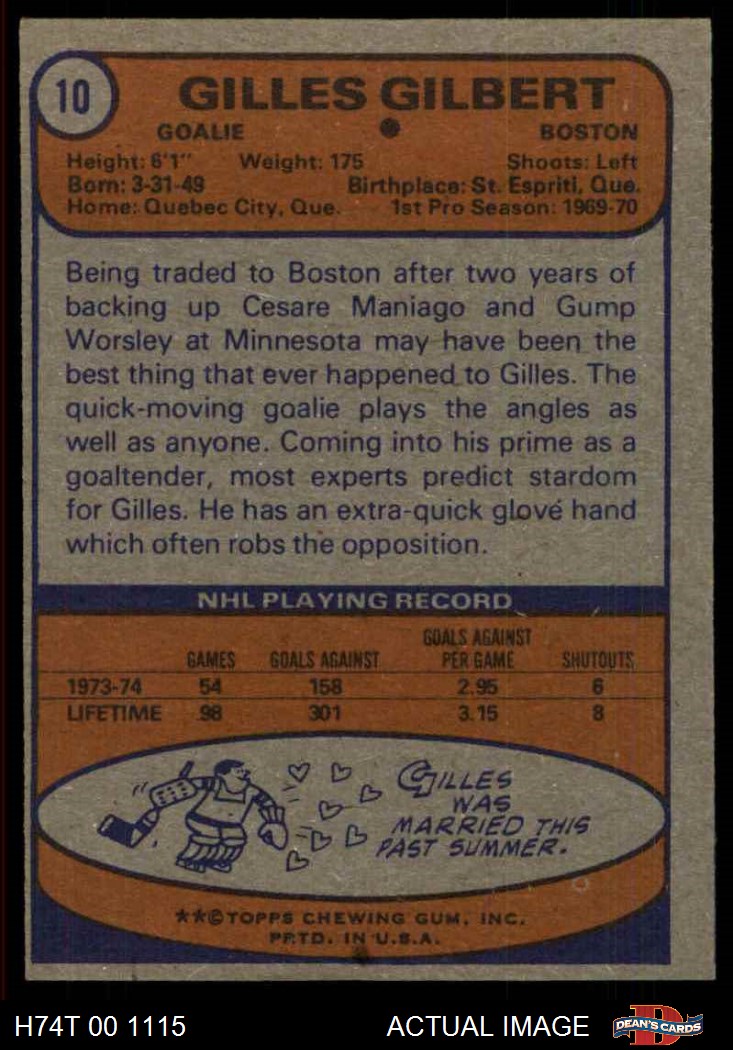 10
GILLES GILBERT
GOALIE BOSTON
Height: 6'1" Weight: 175 Shoots: Left
Born: 3-31-49 Birthplace: St. Espriti, Que.
Home: Quebec City, Que. 1st Pro Season: 1969-70
Being traded to Boston after two years of
backing up Cesare Maniago and Gump
Worsley at Minnesota may have been the
best thing that ever happened to Gilles. The
quick-moving goalie plays the angles as
well as anyone. Coming into his prime as a
goaltender, most experts predict stardom
for Gilles. He has an extra-quick glove hand
which often robs the opposition.
NHL PLAYING RECORD
GAMES GOALS AGAINST GOALS AGAINST PER GAME SHUTOUTS
1973-74 54 158 2.95 6
LIFETIME 98 301 3.15 8
GILLES
WAS
MARRIED THIS
PAST SUMMER.
**©TOPPS CHEWING GUM, INC.
PRTD. IN U.S.A.
H74T 00 1115 ACTUAL IMAGE DEAN'S CARDS